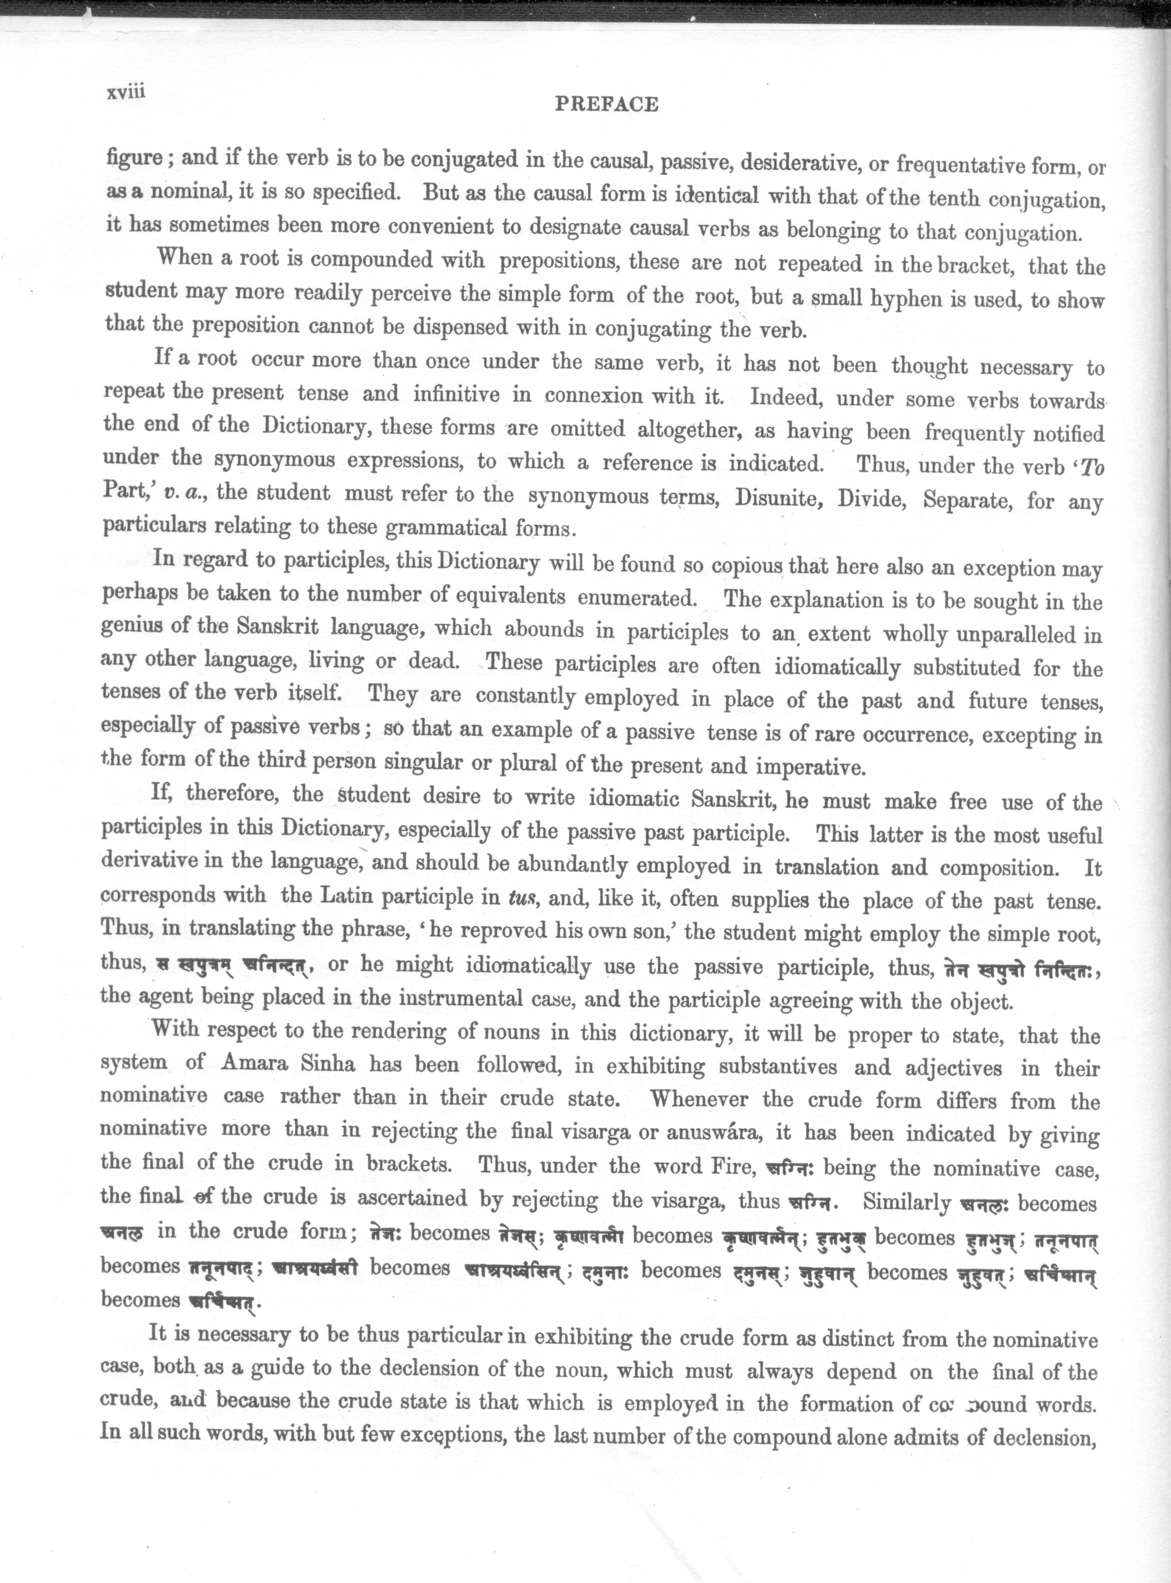 xviii
PREFACE
figure; and if the verb is to be conjugated in the causal, passive, desiderative, or frequentative form, or
as a nominal, it is so specified. But as the causal form is identical with that of the tenth conjugation,
it has sometimes been more convenient to designate causal verbs as belonging to that conjugation.
When a root is compounded with prepositions, these are not repeated in the bracket, that the
student may more readily perceive the simple form of the root, but a small hyphen is used, to show
that the preposition cannot be dispensed with in conjugating the verb.
If a root occur more than once under the same verb, it has not been thought necessary to
repeat the present tense and infinitive in connexion with it. Indeed, under some verbs towards
the end of the Dictionary, these forms are omitted altogether, as having been frequently notified
under the synonymous expressions, to which a reference is indicated. Thus, under the verb ‘To
Part,’ v. a., the student must refer to the synonymous terms, Disunite, Divide, Separate, for any
particulars relating to these grammatical forms.
In regard to participles, this Dictionary will be found so copious that here also an exception may
perhaps be taken to the number of equivalents enumerated. The explanation is to be sought in the
genius of the Sanskrit language, which abounds in participles to an extent wholly unparalleled in
any other language, living or dead. These participles are often idiomatically substituted for the
tenses of the verb itself. They are constantly employed in place of the past and future tenses,
especially of passive verbs; so that an example of a passive tense is of rare occurrence, excepting in
the form of the third person singular or plural of the present and imperative.
If, therefore, the student desire to write idiomatic Sanskrit, he must make free use of the
participles in this Dictionary, especially of the passive past participle. This latter is the most useful
derivative in the language, and should be abundantly employed in translation and composition. It
corresponds with the Latin participle in tus, and, like it, often supplies the place of the past tense.
Thus, in translating the phrase, ‘he reproved his own son,’ the student might employ the simple root,
thus, स स्वपुत्रम् अनिन्दत्, or he might idiomatically use the passive participle, thus, तेन स्वपुत्रो निन्दितः,
the agent being placed in the instrumental case, and the participle agreeing with the object.
With respect to the rendering of nouns in this dictionary, it will be proper to state, that the
system of Amara Sinha has been followed, in exhibiting substantives and adjectives in their
nominative case rather than in their crude state. Whenever the crude form differs from the
nominative more than in rejecting the final visarga or anuswára, it has been indicated by giving
the final of the crude in brackets. Thus, under the word Fire, अग्निः being the nominative case,
the final of the crude is ascertained by rejecting the visarga, thus अग्नि. Similarly अनलः becomes
अनल in the crude form; तेजः becomes तेजस्; कृष्णवर्त्मा becomes कृष्णवर्त्मन्; हुतभुक् becomes हुतभुज्; तनूनपात्
becomes तनूनपाद्; आश्रयध्वंसी becomes आश्रयध्वंसिन्; दमुनाः becomes दमुनस्; जुहुवान् becomes जुहुवत्; अर्चिष्मान्
becomes अर्चिष्मत्.
It is necessary to be thus particular in exhibiting the crude form as distinct from the nominative
case, both as a guide to the declension of the noun, which must always depend on the final of the
crude, and because the crude state is that which is employed in the formation of co pound words.
In all such words, with but few exceptions, the last number of the compound alone admits of declension,